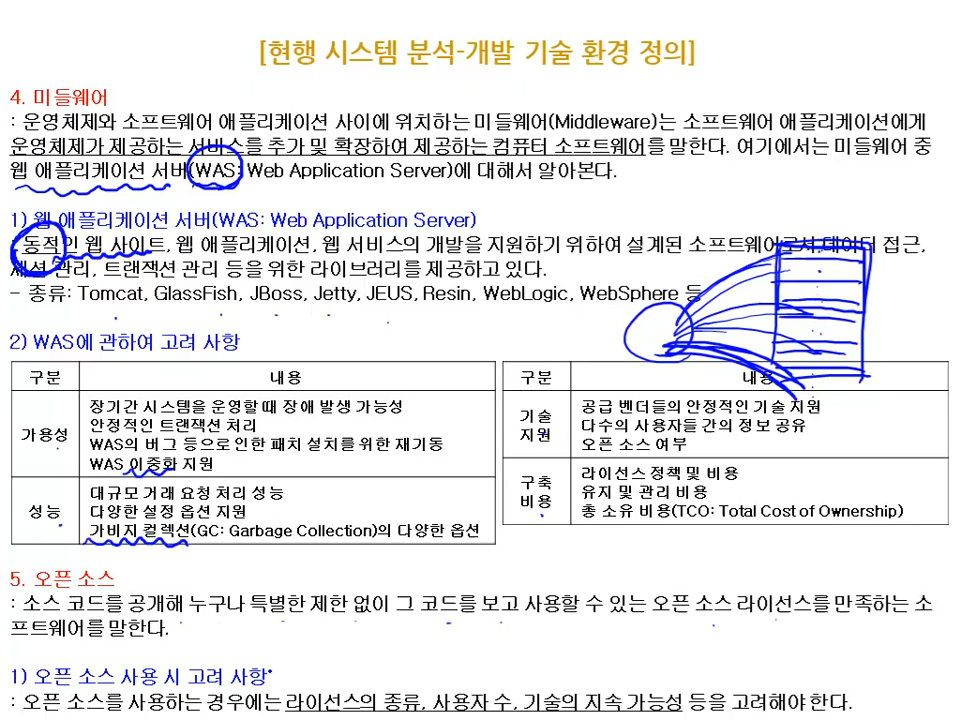 [현행 시스템 분석-개발 기술 환경 정의]
4. 미들웨어
: 운영체제와 소프트웨어 애플리케이션 사이에 위치하는 미들웨어(Middleware)는 소프트웨어 애플리케이션에게
운영체제가 제공하는 서비스를 추가 및 확장하여 제공하는 컴퓨터 소프트웨어를 말한다. 여기에서는 미들웨어 중
웹 애플리케이션 서버(WAS: Web Application Server)에 대해서 알아본다.
1) 웹 애플리케이션 서버(WAS: Web Application Server)
: 동적인 웹 사이트, 웹 애플리케이션, 웹 서비스의 개발을 지원하기 위하여 설계된 소프트웨어로서 데이터 접근,
세션 관리, 트랜잭션 관리 등을 위한 라이브러리를 제공하고 있다.
- 종류: Tomcat, GlassFish, JBoss, Jetty, JEUS, Resin, WebLogic, WebSphere 등
2) WAS에 관하여 고려 사항
구분 내용
가용성
장기간 시스템을 운영할 때 장애 발생 가능성
안정적인 트랜잭션 처리
WAS의 버그 등으로 인한 패치 설치를 위한 재기동
WAS 이중화 지원
성능
대규모 거래 요청 처리 성능
다양한 설정 옵션 지원
가비지 컬렉션(GC: Garbage Collection)의 다양한 옵션
구분 내용
기술
지원
공급 벤더들의 안정적인 기술 지원
다수의 사용자들 간의 정보 공유
오픈 소스 여부
구축
비용
라이선스 정책 및 비용
유지 및 관리 비용
총 소유 비용(TCO: Total Cost of Ownership)
5. 오픈 소스
: 소스 코드를 공개해 누구나 특별한 제한 없이 그 코드를 보고 사용할 수 있는 오픈 소스 라이선스를 만족하는 소
프트웨어를 말한다.
1) 오픈 소스 사용 시 고려 사항
: 오픈 소스를 사용하는 경우에는 라이선스의 종류, 사용자 수, 기술의 지속 가능성 등을 고려해야 한다.